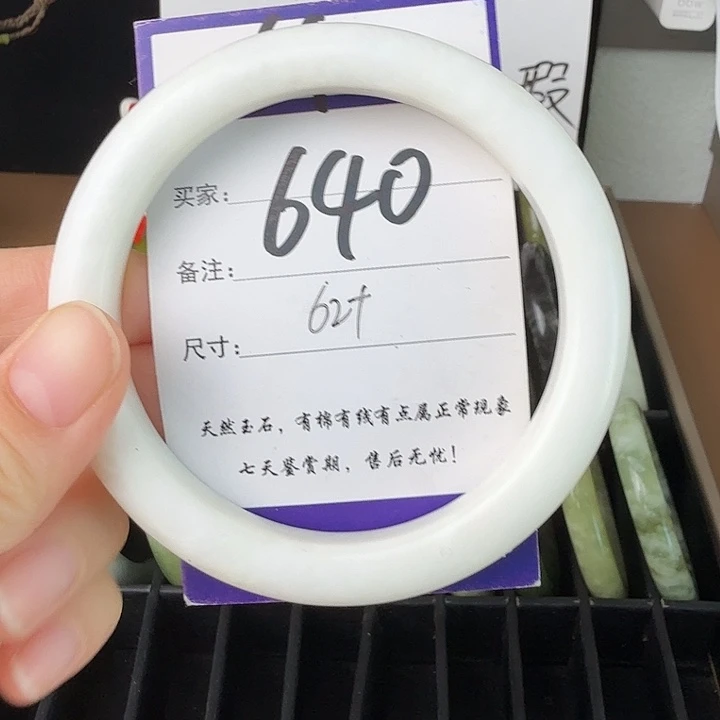 买家: 640
备注:
62+
尺寸:
天然玉石，有棉有线有点属正常现象
七天鉴赏期，售后无忧！